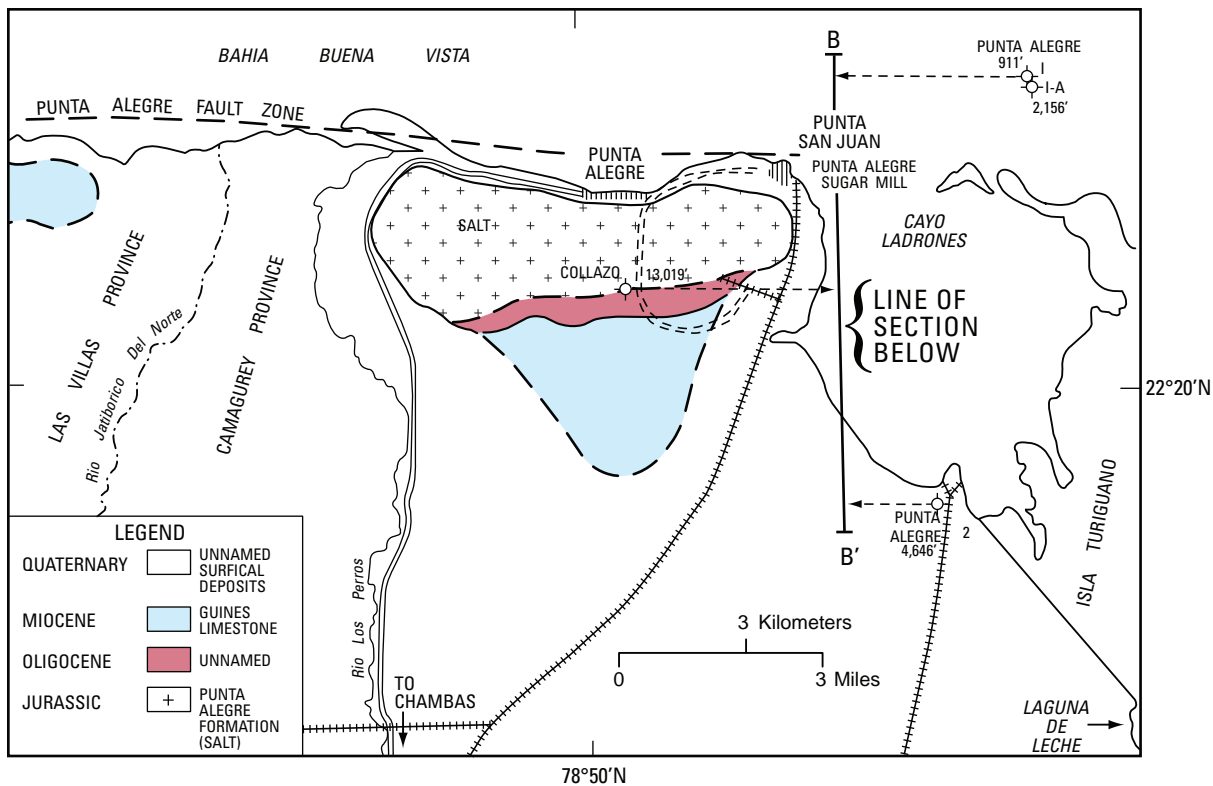 BAHIA BUENA VISTA
B
PUNTA ALEGRE
911'
I
I-A
2,156'
PUNTA ALEGRE FAULT ZONE
PUNTA
SAN JUAN
PUNTA
ALEGRE
PUNTA ALEGRE
SUGAR MILL
SALT
CAYO
LADRONES
COLLAZO
13,019'
LINE OF
SECTION
BELOW
LAS VILLAS PROVINCE
Rio Jatiborico Del Norte
CAMAGUREY PROVINCE
22°20'N
ISLA TURIGUANO
PUNTA
ALEGRE
4,646'
2
B'
Rio Los Perros
LEGEND
QUATERNARY
UNNAMED
SURFICAL
DEPOSITS
MIOCENE
GUINES
LIMESTONE
OLIGOCENE
UNNAMED
JURASSIC
+
PUNTA
ALEGRE
FORMATION
(SALT)
3 Kilometers
0
3 Miles
TO
CHAMBAS
LAGUNA
DE
LECHE
78°50'N